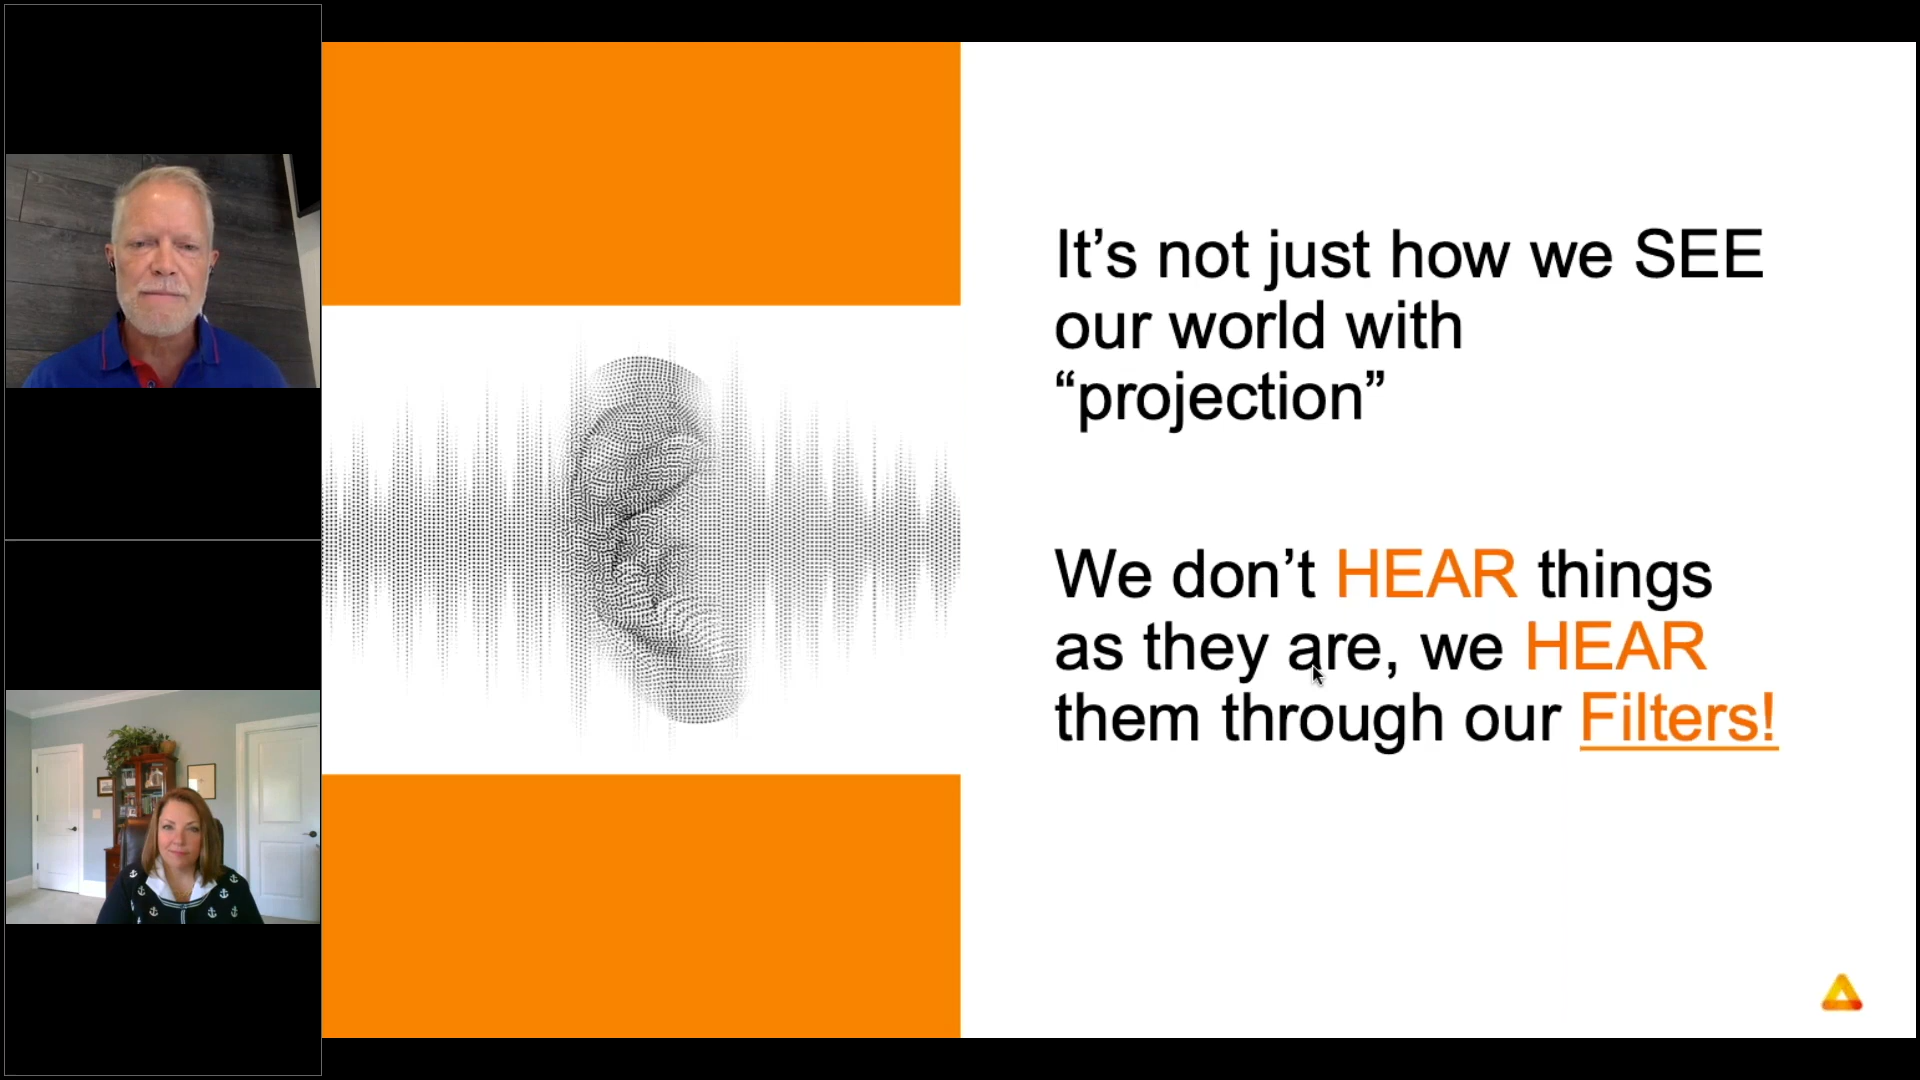 It’s not just how we SEE
our world with
“projection”
We don’t HEAR things
as they are, we HEAR
them through our Filters!